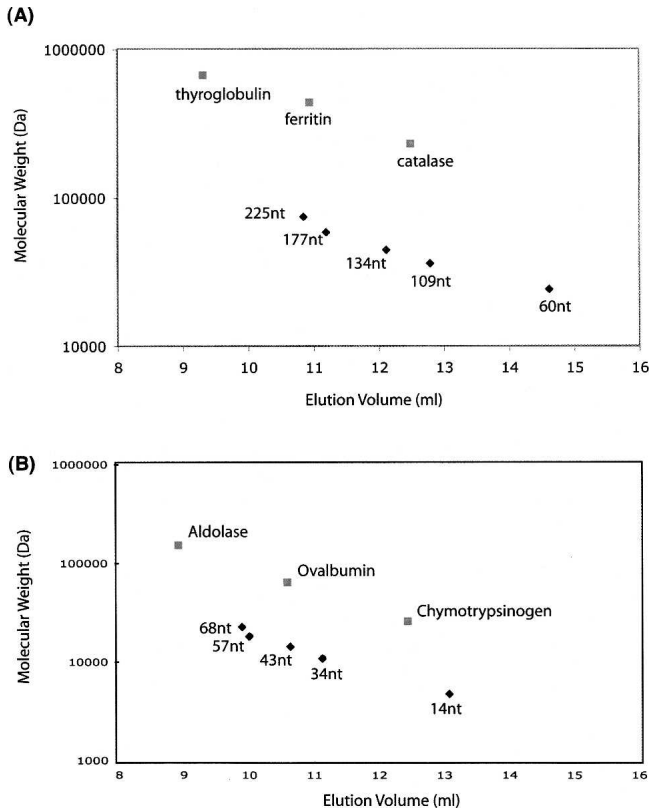 (A)
1000000
thyroglobulin
ferritin
catalase
Molecular Weight (Da)
100000
225nt
177nt
134nt
109nt
60nt
10000
8 9 10 11 12 13 14 15 16
Elution Volume (ml)
(B)
1000000
Aldolase
Ovalbumin
Chymotrypsinogen
Molecular Weight (Da)
100000
68nt
57nt
43nt
34nt
14nt
10000
1000
8 9 10 11 12 13 14 15 16
Elution Volume (ml)